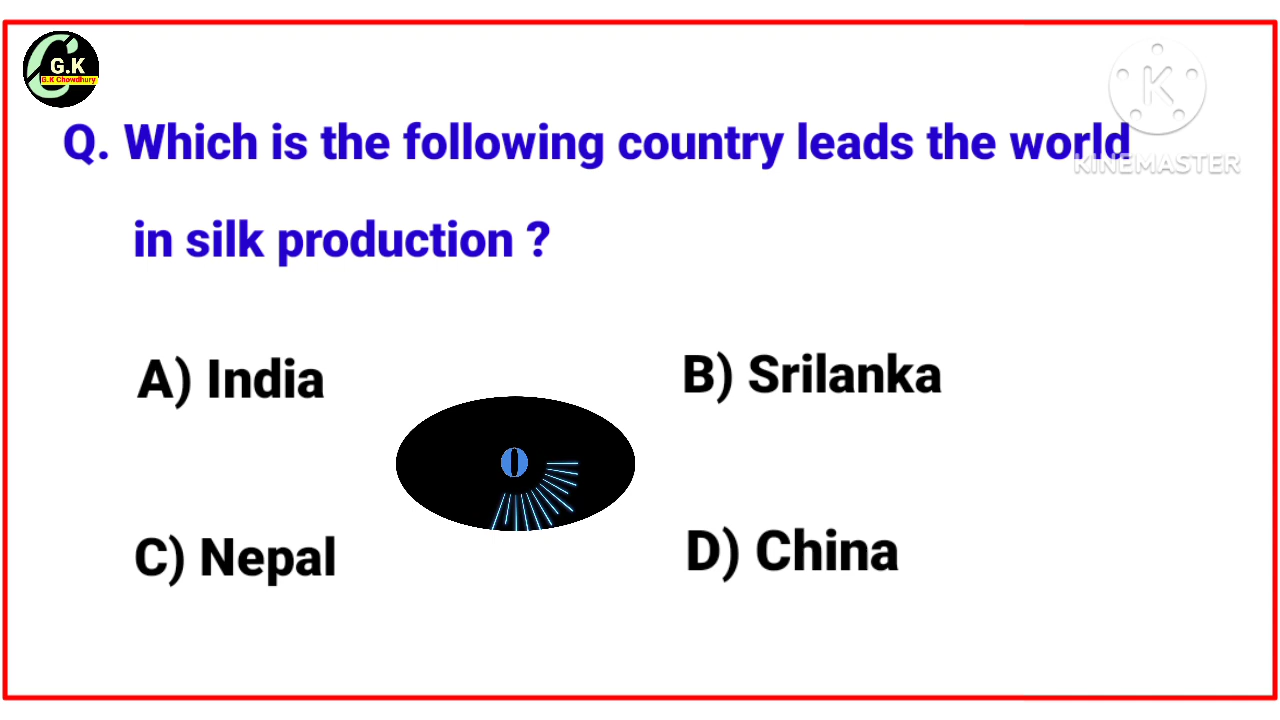 G.K
G.K Chowdhury
K
KINEMASTER
Q. Which is the following country leads the world
in silk production ?
A) India
B) Srilanka
0
C) Nepal
D) China